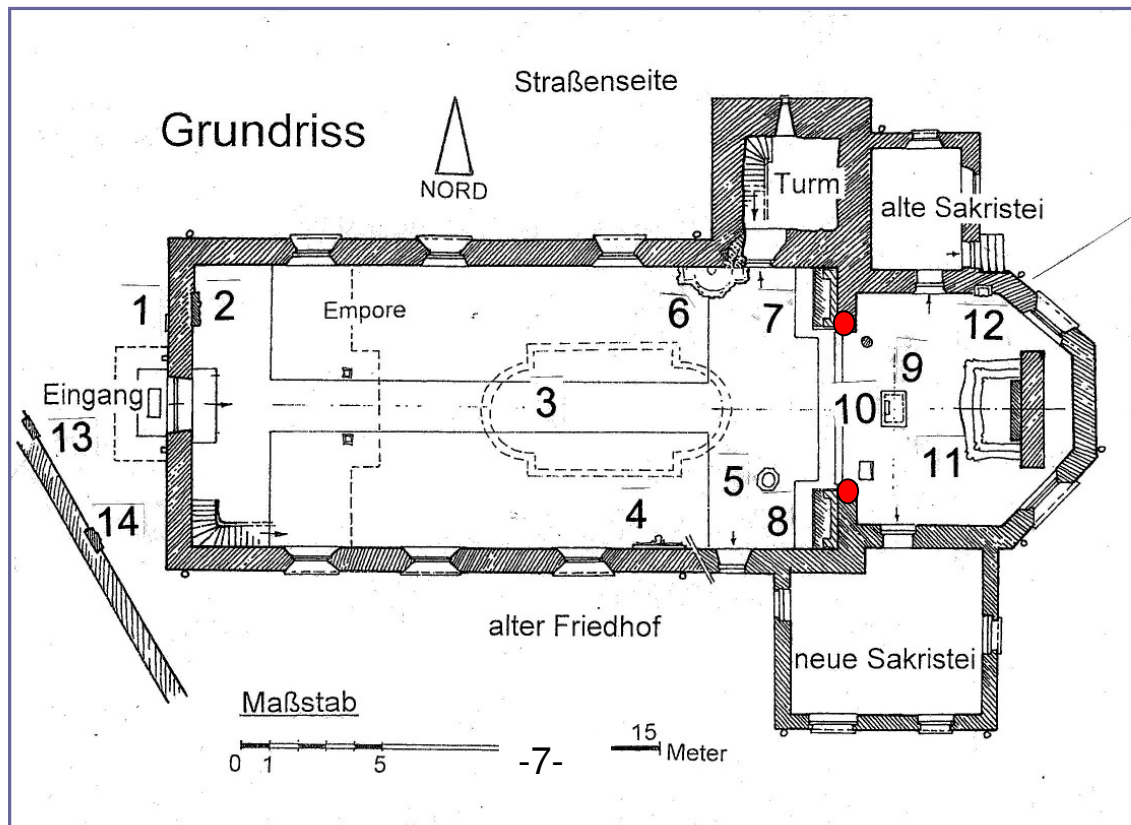 Straßenseite
Grundriss
NORD
Turm
alte Sakristei
1
2
Empore
6
7
12
9
Eingang
3
10
13
5
11
14
4
8
alter Friedhof
neue Sakristei
Maßstab
15
0 1 5
-7-
Meter